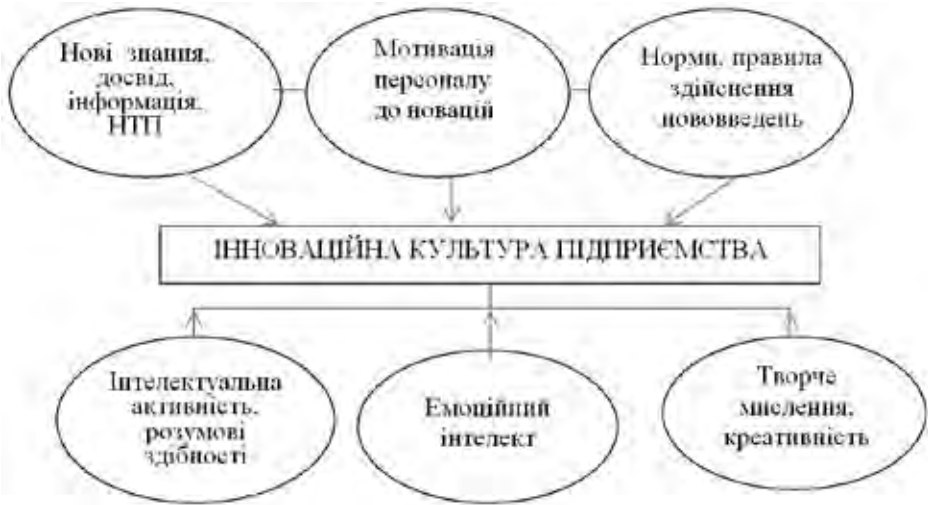 Нові знання,
досвід,
інформація,
НТП
Мотивація
персоналу
до новацій
Норми, правила
здійснення
нововведень
ІННОВАЦІЙНА КУЛЬТУРА ПІДПРИЄМСТВА
Інтелектуальна
активність,
розумові
здібності
Емоційний
інтелект
Творче
мислення,
креативність